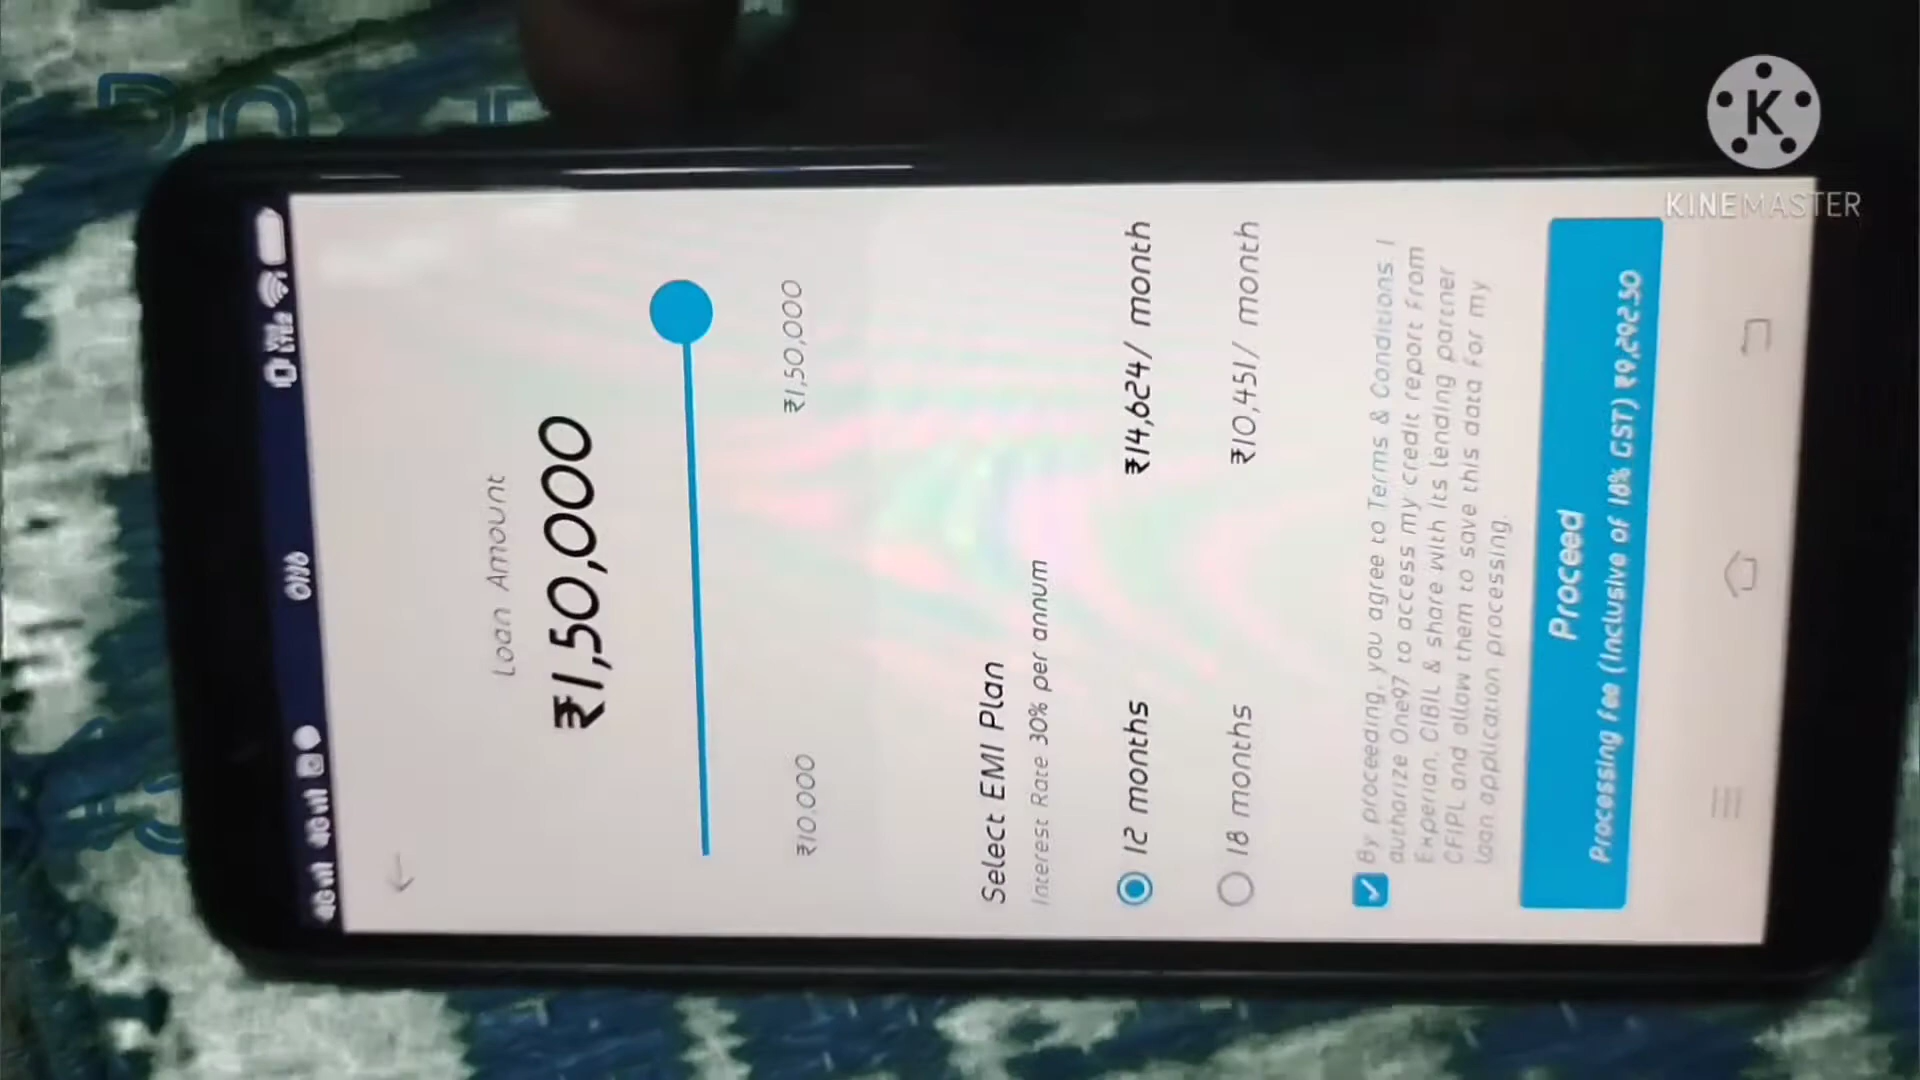 Loan Amount
₹1,50,000
₹10,000 ₹1,50,000
Select EMI Plan
Interest Rate 30% per annum
12 months ₹14,624/ month
18 months ₹10,451/ month
By proceeding, you agree to Terms & Conditions. I
authorize One97 to access my credit report from
Experian, CIBIL & share with its lending partner
CFIPL and allow them to save this data for my
loan application processing.
Proceed
Processing Fee (Inclusive of 18% GST) ₹9,292.50
K
KINEMASTER